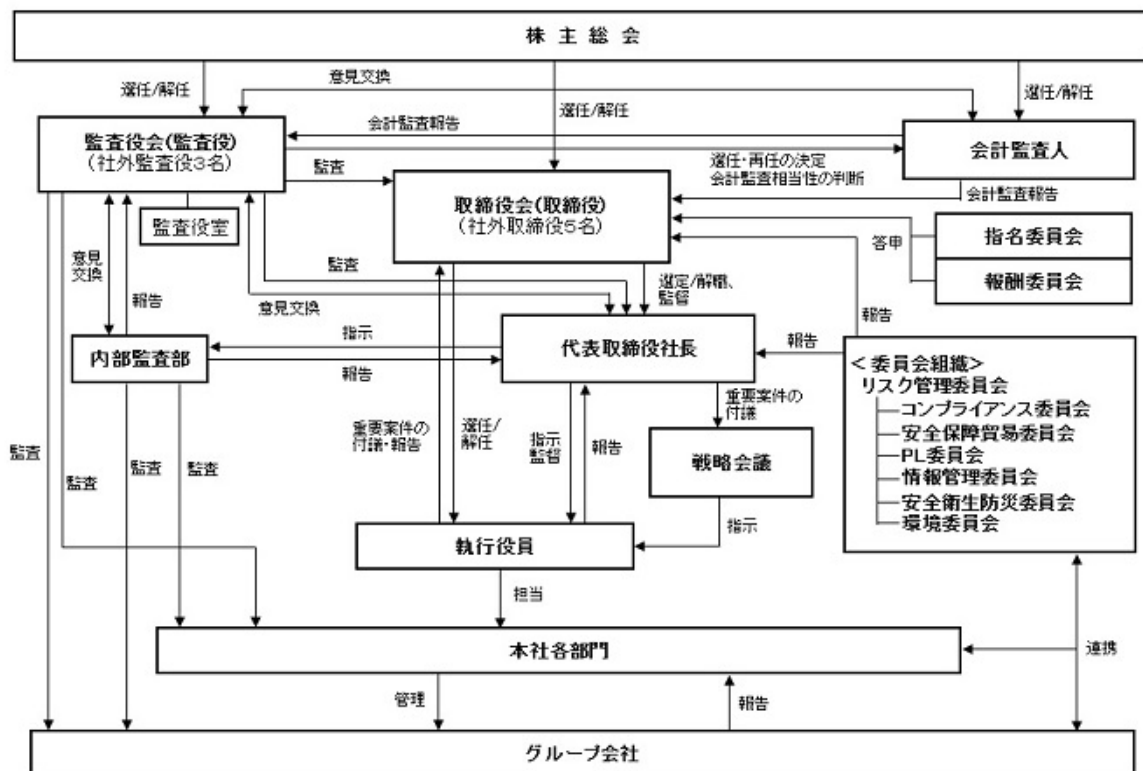 株主総会
選任/解任
意見交換
選任/解任
選任/解任
監査役会(監査役)
(社外監査役3名)
会計監査報告
会計監査人
監査
選任・再任の決定
会計監査相当性の判断
会計監査報告
取締役会(取締役)
(社外取締役5名)
監査役室
答申
指名委員会
報酬委員会
意見
交換
報告
監査
意見交換
選定/解職、
監督
報告
指示
代表取締役社長
報告
内部監査部
報告
<委員会組織>
リスク管理委員会
コンプライアンス委員会
安全保障貿易委員会
PL委員会
情報管理委員会
安全衛生防災委員会
環境委員会
重要案件の
付議
重要案件の
付議・報告
選任/
解任
指示
監督
報告
戦略会議
監査
監査
監査
監査
指示
執行役員
担当
本社各部門
連携
管理
報告
グループ会社